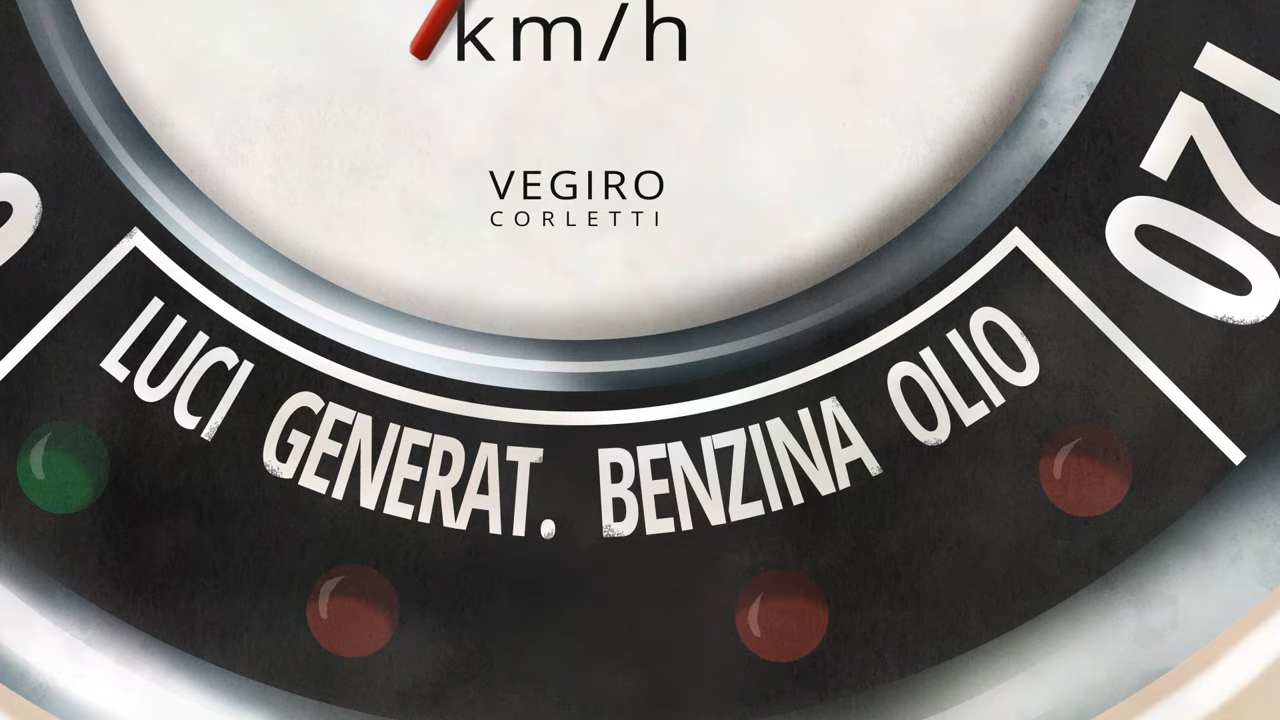 km/h
VEGIRO
CORLETTI
LUCI GENERAT. BENZINA OLIO
120